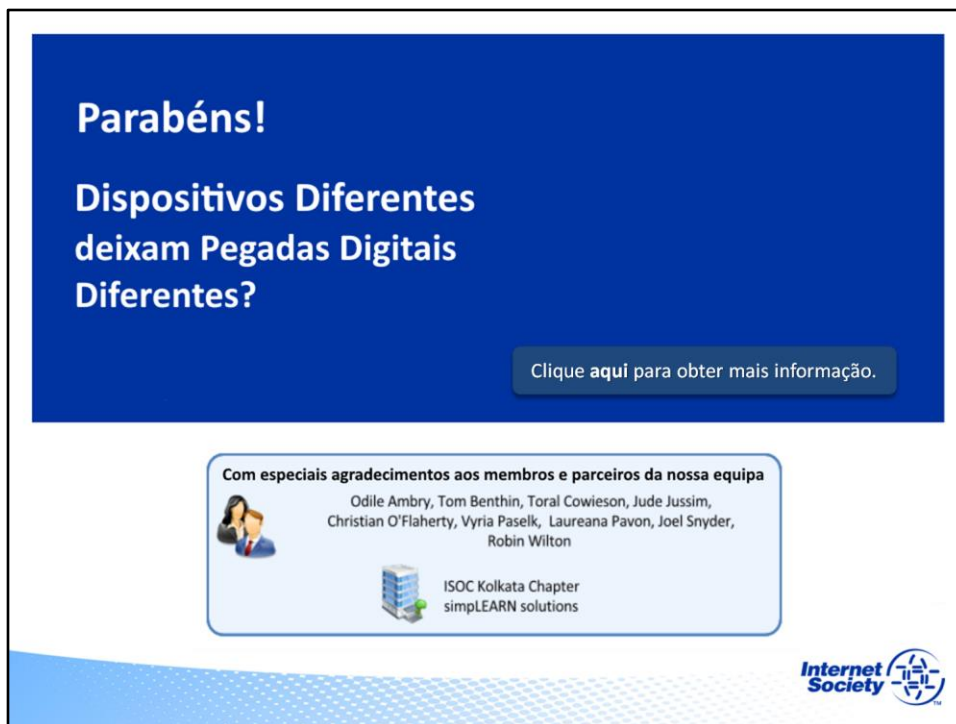 Parabéns!
Dispositivos Diferentes
deixam Pegadas Digitais
Diferentes?
Clique aqui para obter mais informação.
Com especiais agradecimentos aos membros e parceiros da nossa equipa
Odile Ambry, Tom Benthin, Toral Cowieson, Jude Jussim,
Christian O'Flaherty, Vyria Paselk, Laureana Pavon, Joel Snyder,
Robin Wilton
ISOC Kolkata Chapter
simpLEARN solutions
Internet
Society
TM